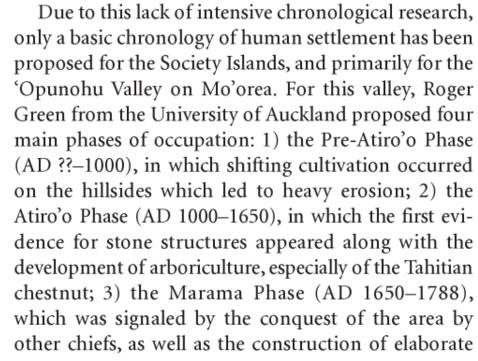 Due to this lack of intensive chronological research,
only a basic chronology of human settlement has been
proposed for the Society Islands, and primarily for the
‘Opunohu Valley on Mo’orea. For this valley, Roger
Green from the University of Auckland proposed four
main phases of occupation: 1) the Pre-Atiro’o Phase
(AD ??–1000), in which shifting cultivation occurred
on the hillsides which led to heavy erosion; 2) the
Atiro’o Phase (AD 1000–1650), in which the first evi-
dence for stone structures appeared along with the
development of arboriculture, especially of the Tahitian
chestnut; 3) the Marama Phase (AD 1650–1788),
which was signaled by the conquest of the area by
other chiefs, as well as the construction of elaborate